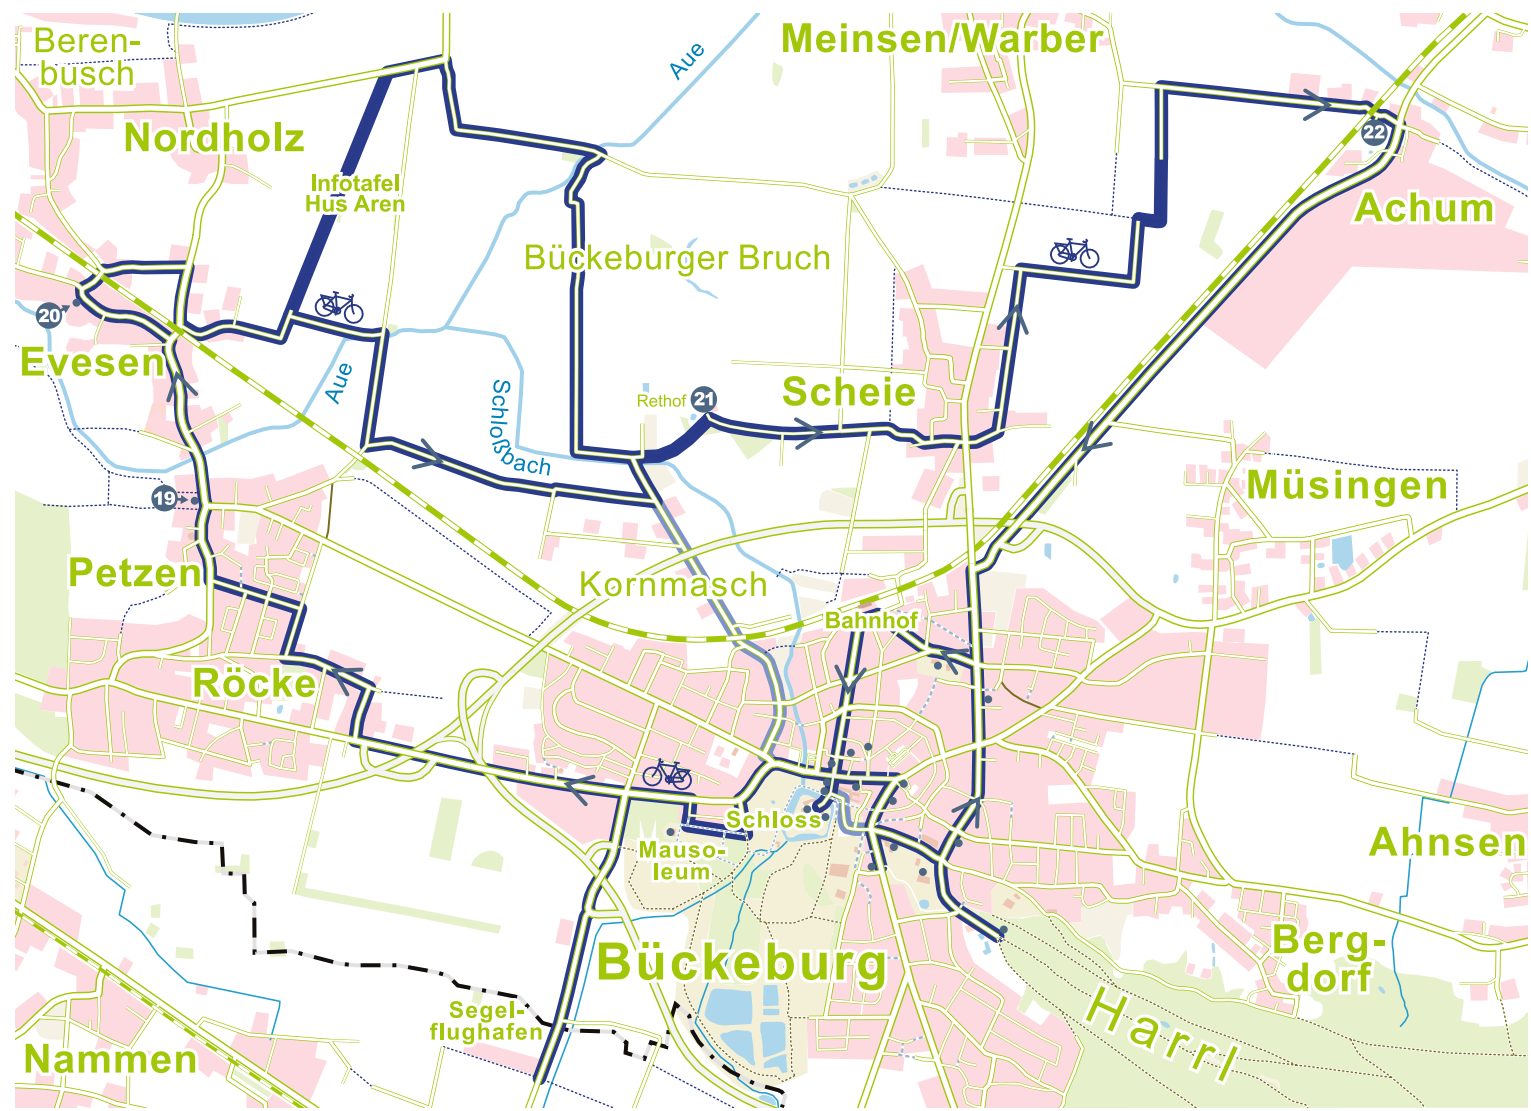 Beren-
busch
Meinsen/Warber
Aue
Nordholz
22
Infotafel
Hus Aren
Achum
Bückeburger Bruch
20
Evesen
Aue
Schloßbach
Rethof
21
Scheie
19
Müsingen
Petzen
Kornmasch
Bahnhof
Röcke
Schloss
Mauso-
leum
Ahnsen
Bückeburg
Berg-
dorf
Segel-
flughafen
Harrl
Nammen